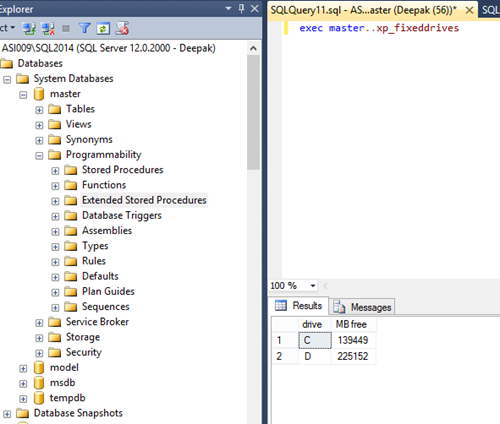 Explorer
ct
ASI009\SQL2014 (SQL Server 12.0.2000 - Deepak)
Databases
System Databases
master
Tables
Views
Synonyms
Programmability
Stored Procedures
Functions
Extended Stored Procedures
Database Triggers
Assemblies
Types
Rules
Defaults
Plan Guides
Sequences
Service Broker
Storage
Security
model
msdb
tempdb
Database Snapshots
SQLQuery11.sql - AS...aster (Deepak (56))* SQL
exec master..xp_fixeddrives
100 %
Results Messages
drive MB free
1 C 139449
2 D 225152